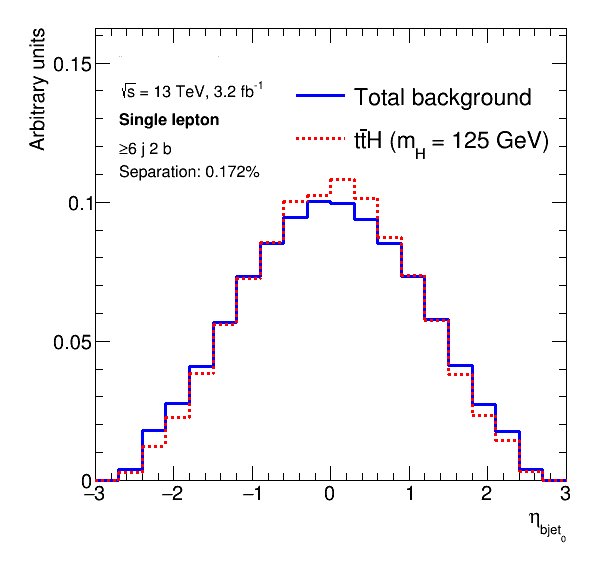 Arbitrary units
0.15
0.1
0.05
0
√s = 13 TeV, 3.2 fb⁻¹
Single lepton
≥6 j 2 b
Separation: 0.172%
Total background
tt̄H (m_H = 125 GeV)
−3 −2 −1 0 1 2 3
η_bjet₀